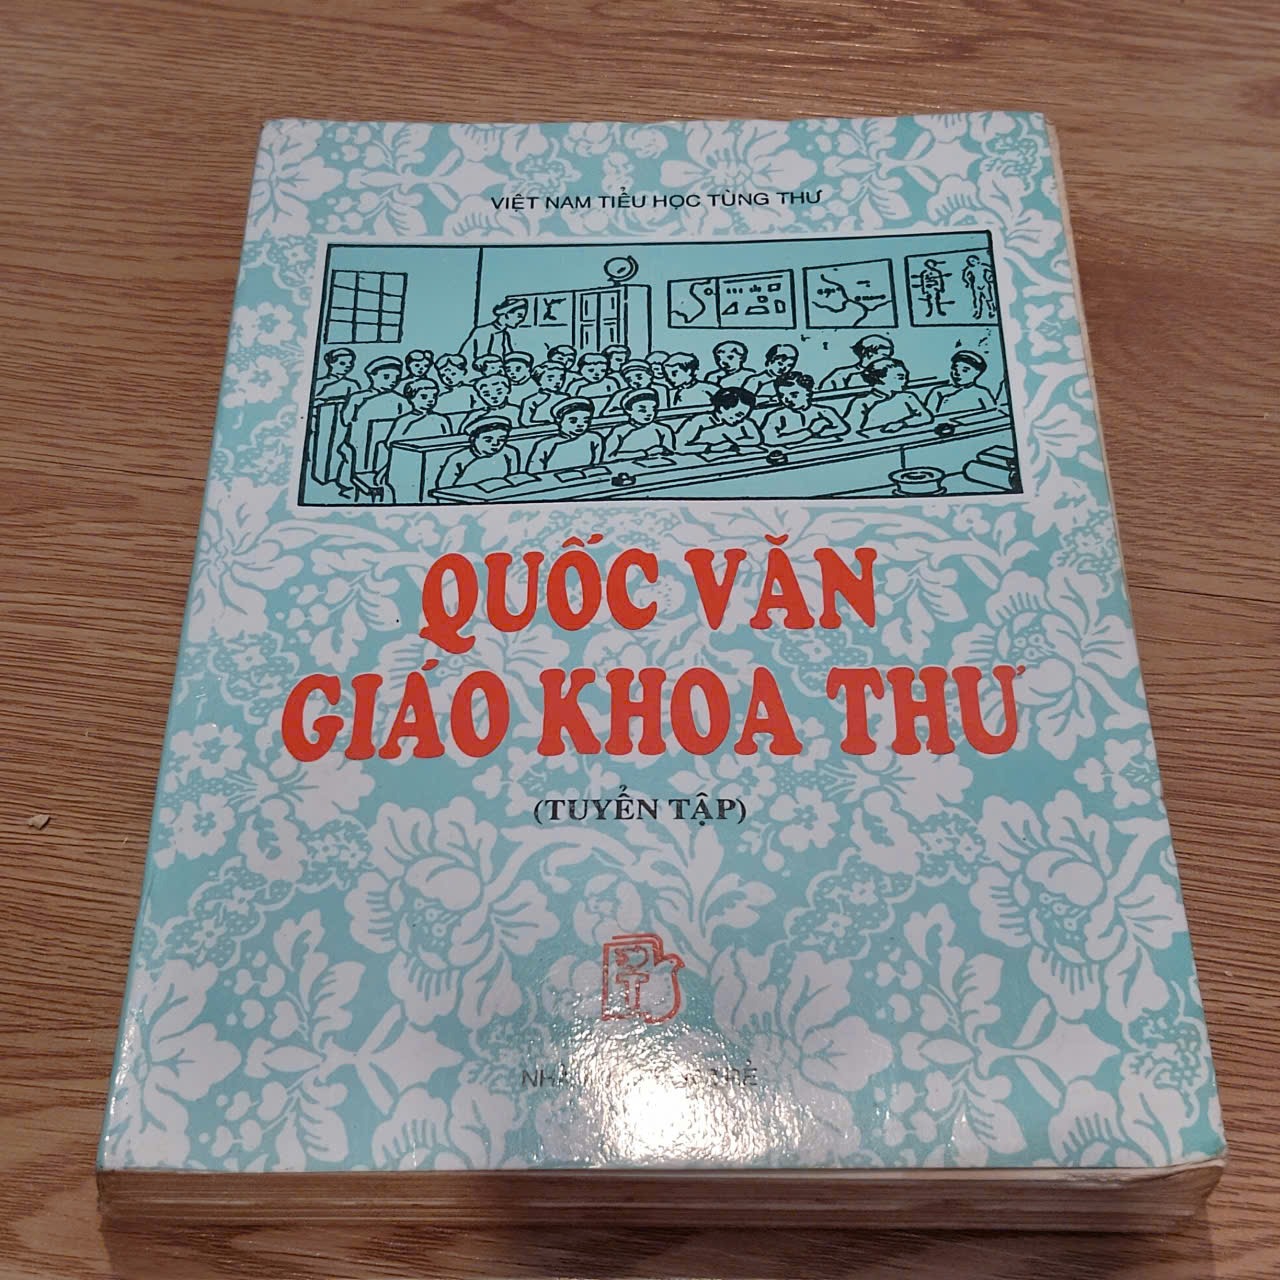 VIỆT NAM TIỂU HỌC TÙNG THƯ
QUỐC VĂN
GIÁO KHOA THƯ
(TUYỂN TẬP)